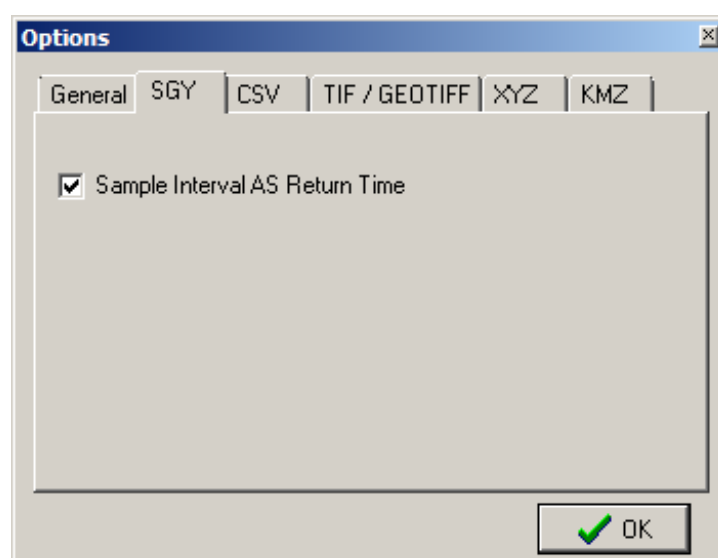 Options
General SGY CSV TIF / GEOTIFF XYZ KMZ
Sample Interval AS Return Time
OK